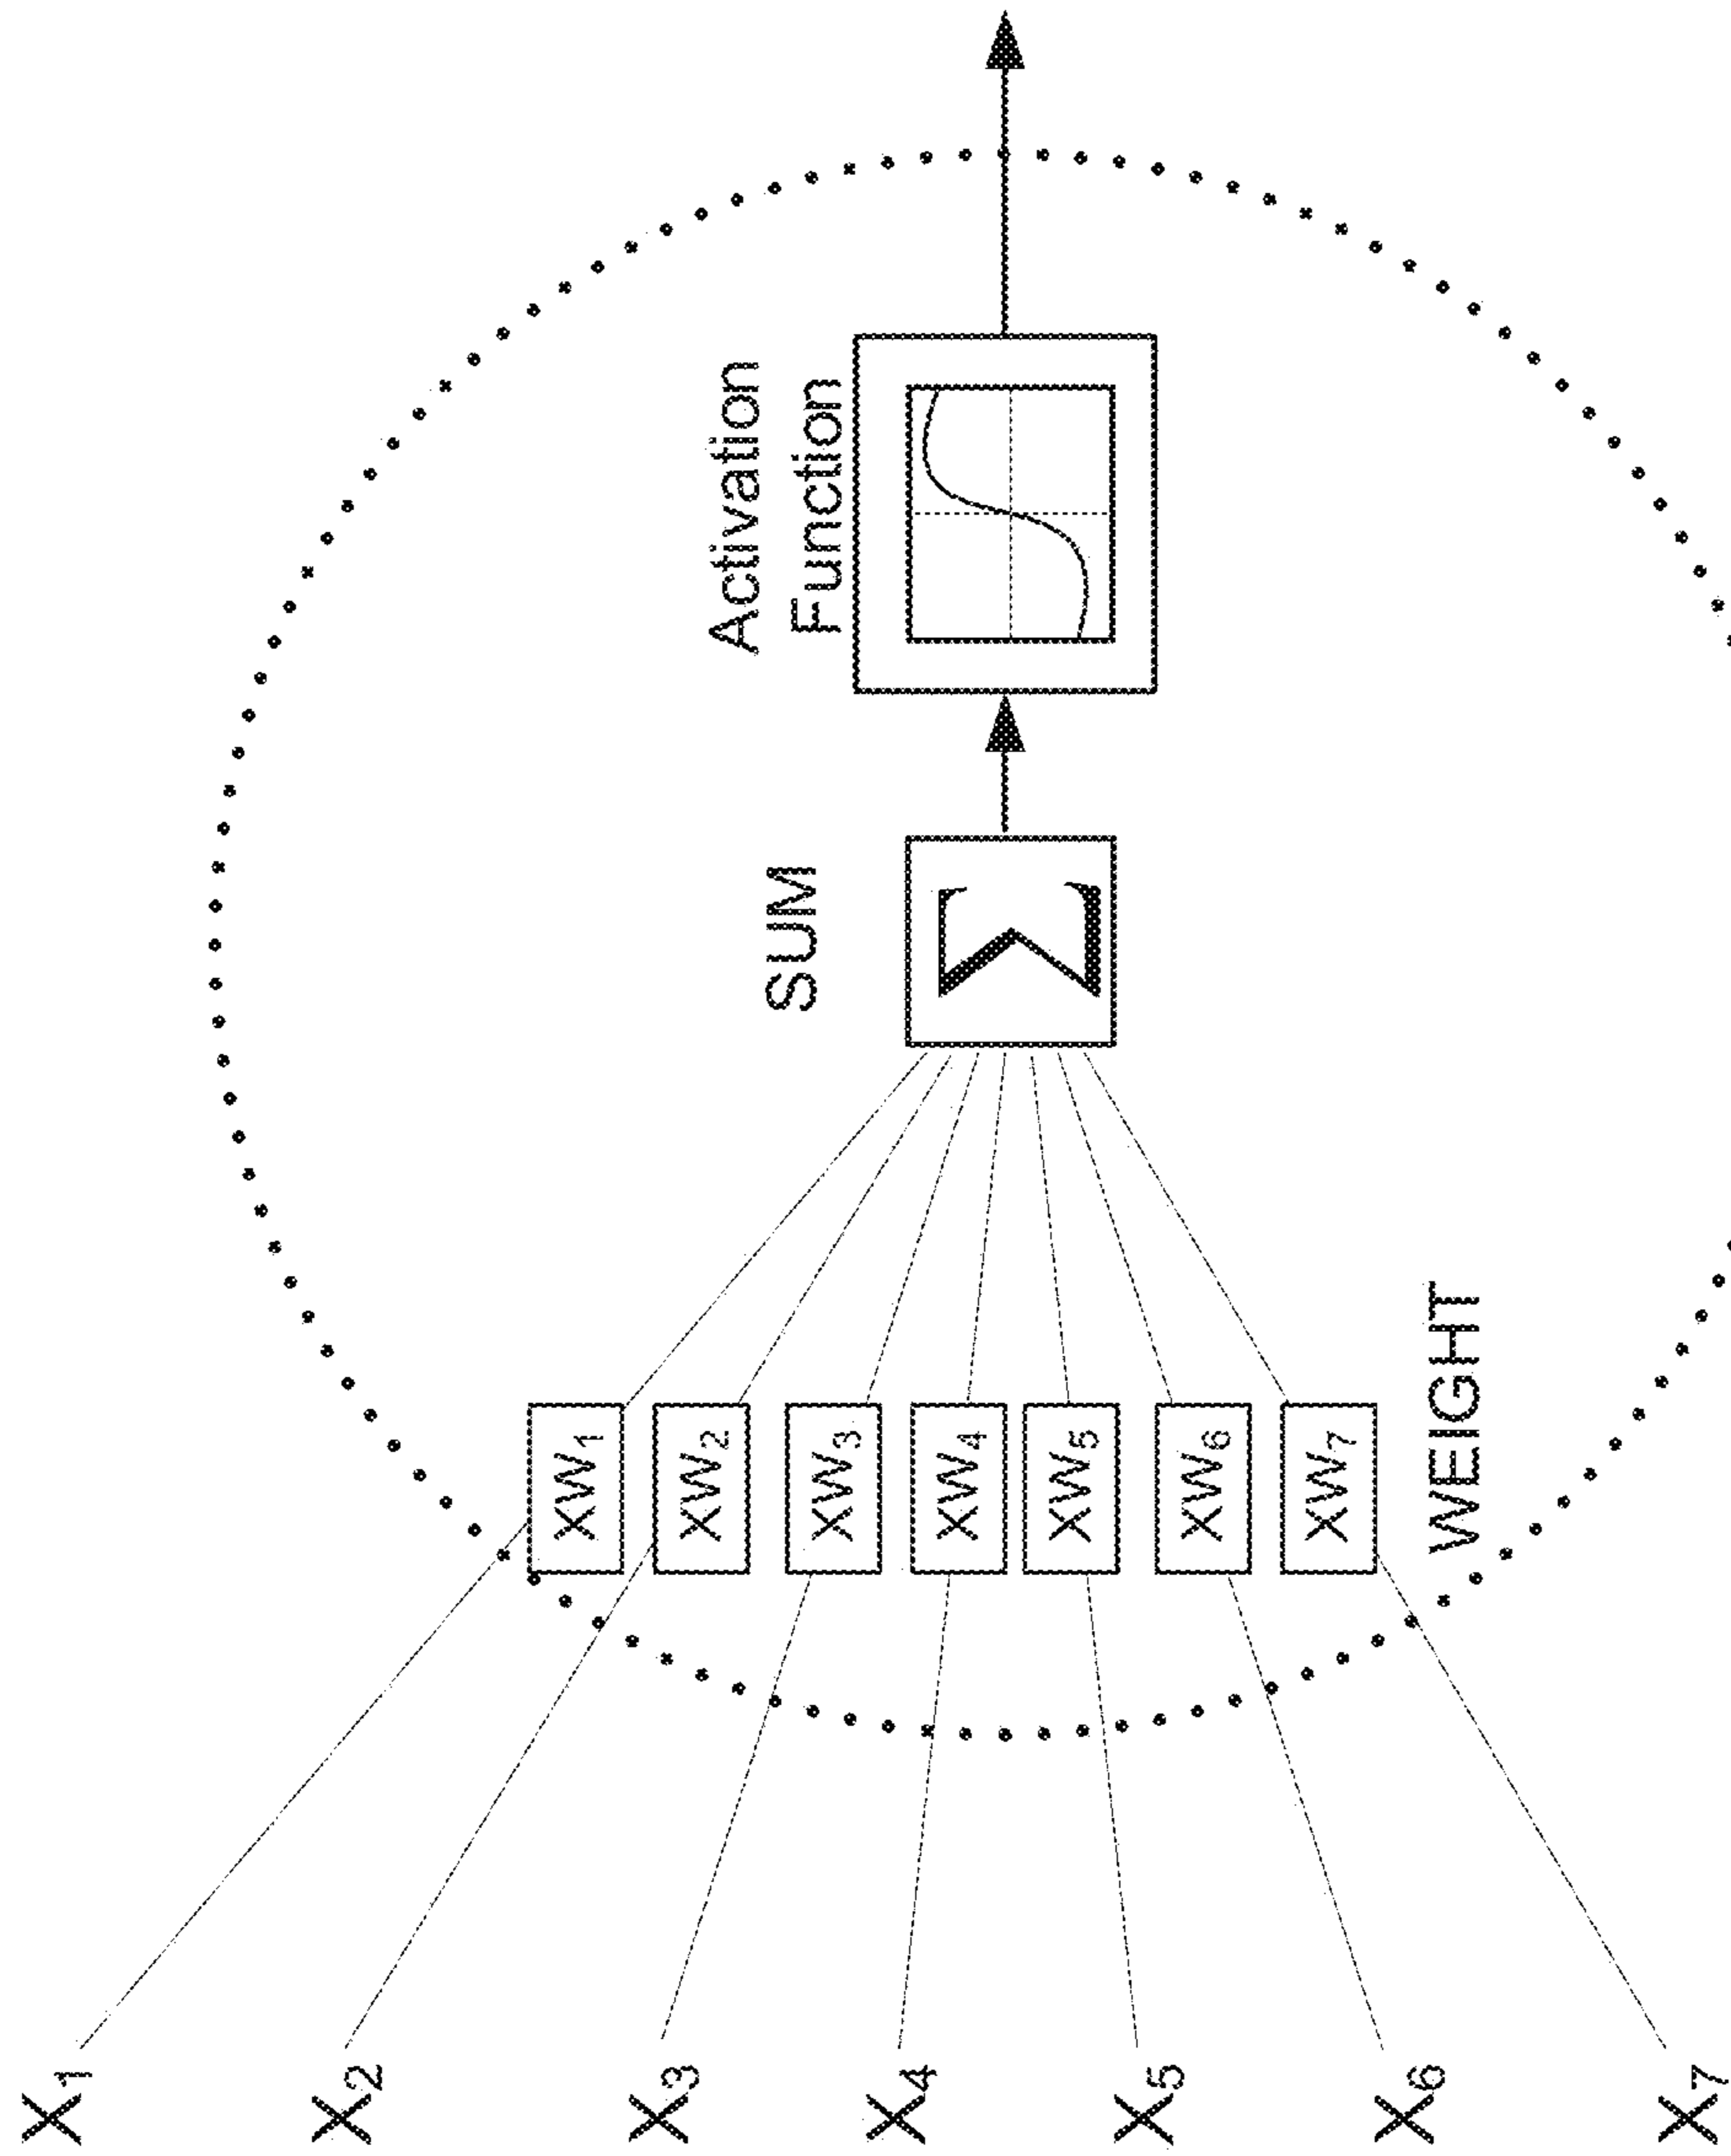 X1
X2
X3
X4
X5
X6
X7
XW1
XW2
XW3
XW4
XW5
XW6
XW7
WEIGHT
SUM
Σ
Activation
Function